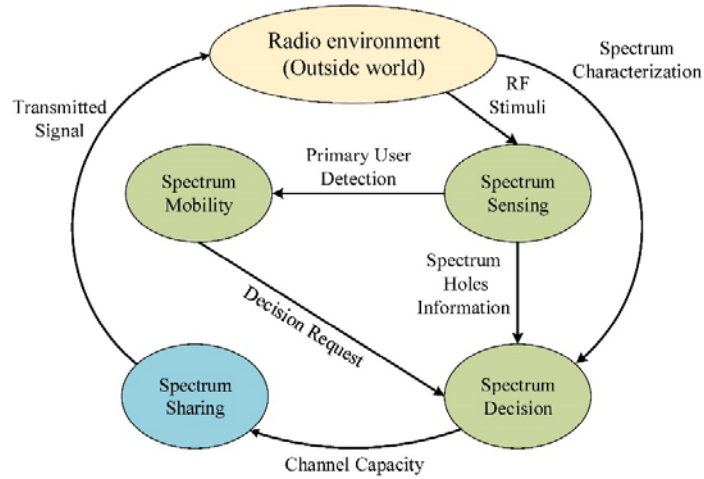 Radio environment
(Outside world)
Spectrum
Characterization
RF
Stimuli
Transmitted
Signal
Primary User
Detection
Spectrum
Mobility
Spectrum
Sensing
Spectrum
Holes
Information
Decision Request
Spectrum
Sharing
Spectrum
Decision
Channel Capacity